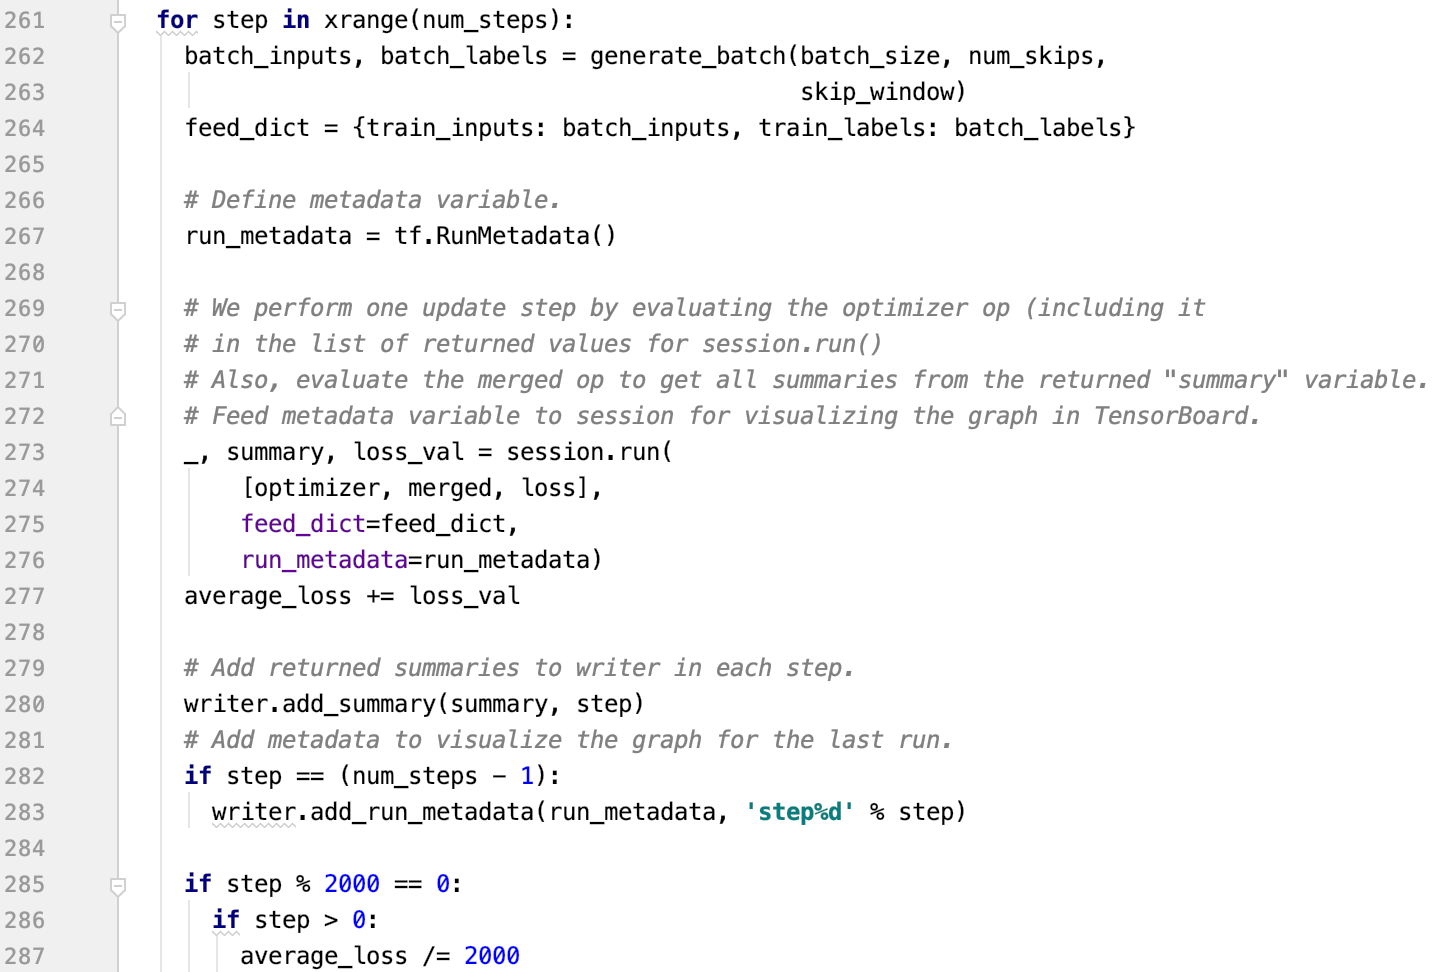 261 for step in xrange(num_steps):
262 batch_inputs, batch_labels = generate_batch(batch_size, num_skips,
263 skip_window)
264 feed_dict = {train_inputs: batch_inputs, train_labels: batch_labels}
265
266 # Define metadata variable.
267 run_metadata = tf.RunMetadata()
268
269 # We perform one update step by evaluating the optimizer op (including it
270 # in the list of returned values for session.run()
271 # Also, evaluate the merged op to get all summaries from the returned "summary" variable.
272 # Feed metadata variable to session for visualizing the graph in TensorBoard.
273 _, summary, loss_val = session.run(
274 [optimizer, merged, loss],
275 feed_dict=feed_dict,
276 run_metadata=run_metadata)
277 average_loss += loss_val
278
279 # Add returned summaries to writer in each step.
280 writer.add_summary(summary, step)
281 # Add metadata to visualize the graph for the last run.
282 if step == (num_steps - 1):
283 writer.add_run_metadata(run_metadata, 'step%d' % step)
284
285 if step % 2000 == 0:
286 if step > 0:
287 average_loss /= 2000